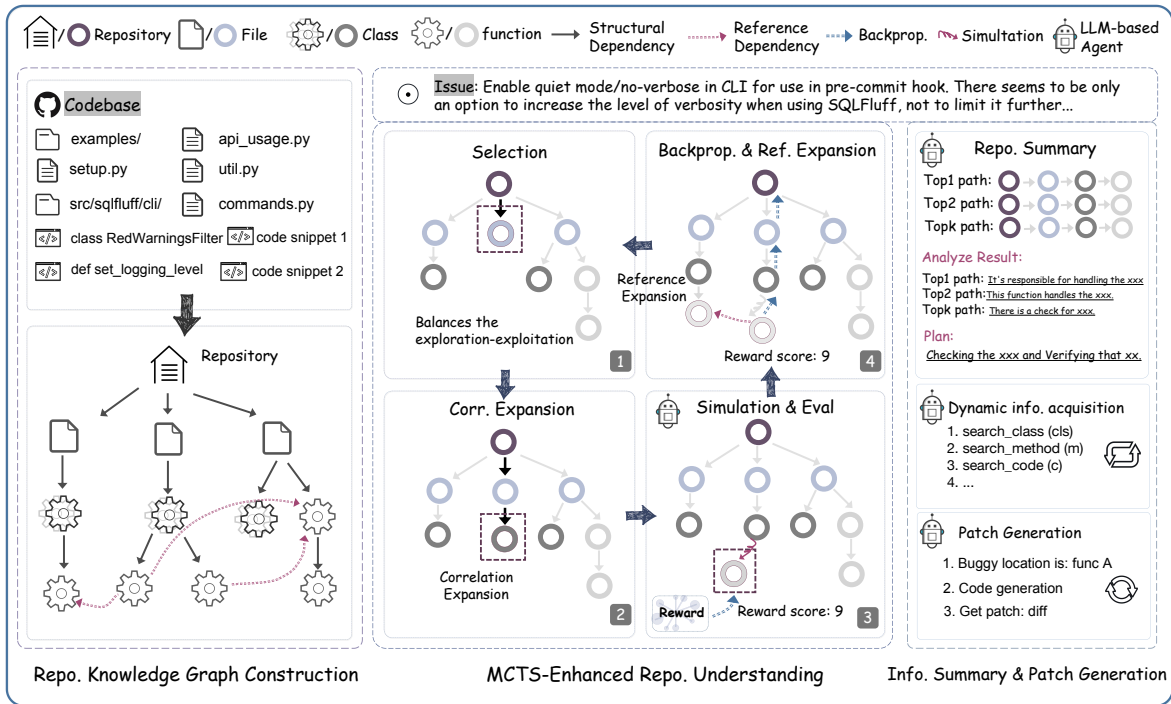 / Repository / File / Class / function Structural Dependency Reference Dependency Backprop. Simultation LLM-based Agent
Codebase
examples/ api_usage.py
setup.py util.py
src/sqlfluff/cli/ commands.py
</> class RedWarningsFilter </> code snippet 1
</> def set_logging_level </> code snippet 2
Repository
Repo. Knowledge Graph Construction
Issue: Enable quiet mode/no-verbose in CLI for use in pre-commit hook. There seems to be only
an option to increase the level of verbosity when using SQLFluff, not to limit it further...
Selection
Balances the
exploration-exploitation
1
Corr. Expansion
Correlation
Expansion
2
Simulation & Eval
Reward
Reward score: 9
3
Backprop. & Ref. Expansion
Reference
Expansion
Reward score: 9
4
MCTS-Enhanced Repo. Understanding
Repo. Summary
Top1 path:
Top2 path:
Topk path:
Analyze Result:
Top1 path: It's responsible for handling the xxx
Top2 path: This function handles the xxx.
Topk path: There is a check for xxx.
Plan:
Checking the xxx and Verifying that xx.
Dynamic info. acquisition
1. search_class (cls)
2. search_method (m)
3. search_code (c)
4. ...
Patch Generation
1. Buggy location is: func A
2. Code generation
3. Get patch: diff
Info. Summary & Patch Generation